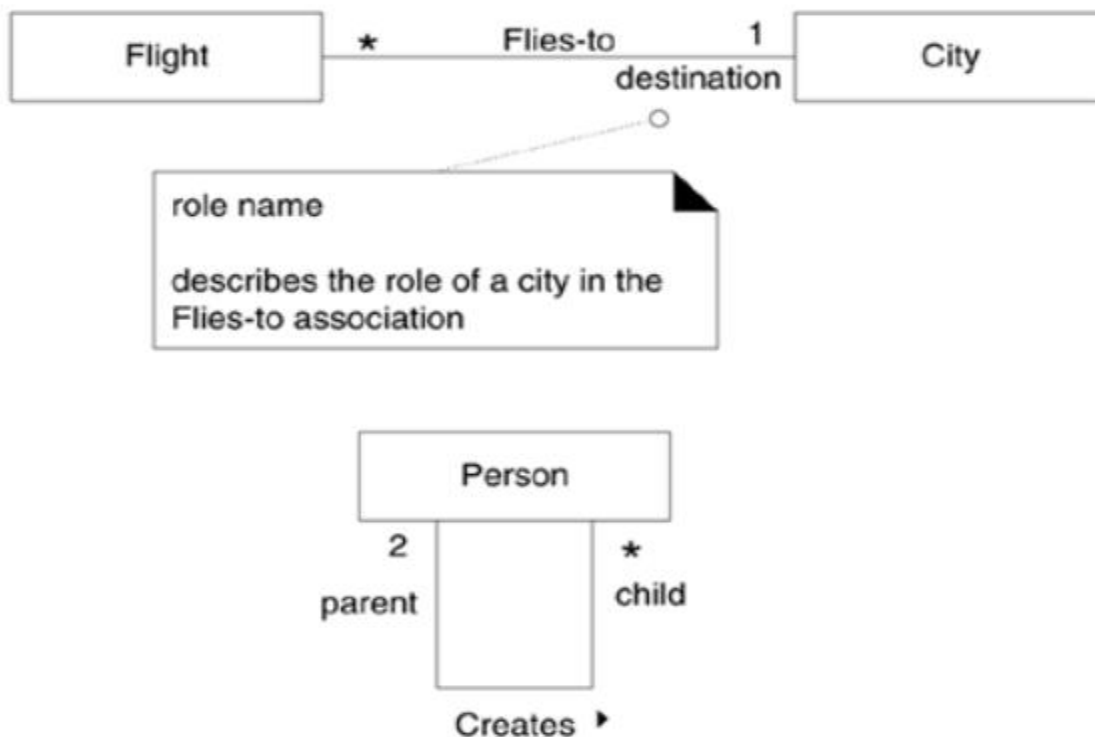 Flight * Flies-to 1 City
destination
role name
describes the role of a city in the
Flies-to association
Person
2 *
parent child
Creates